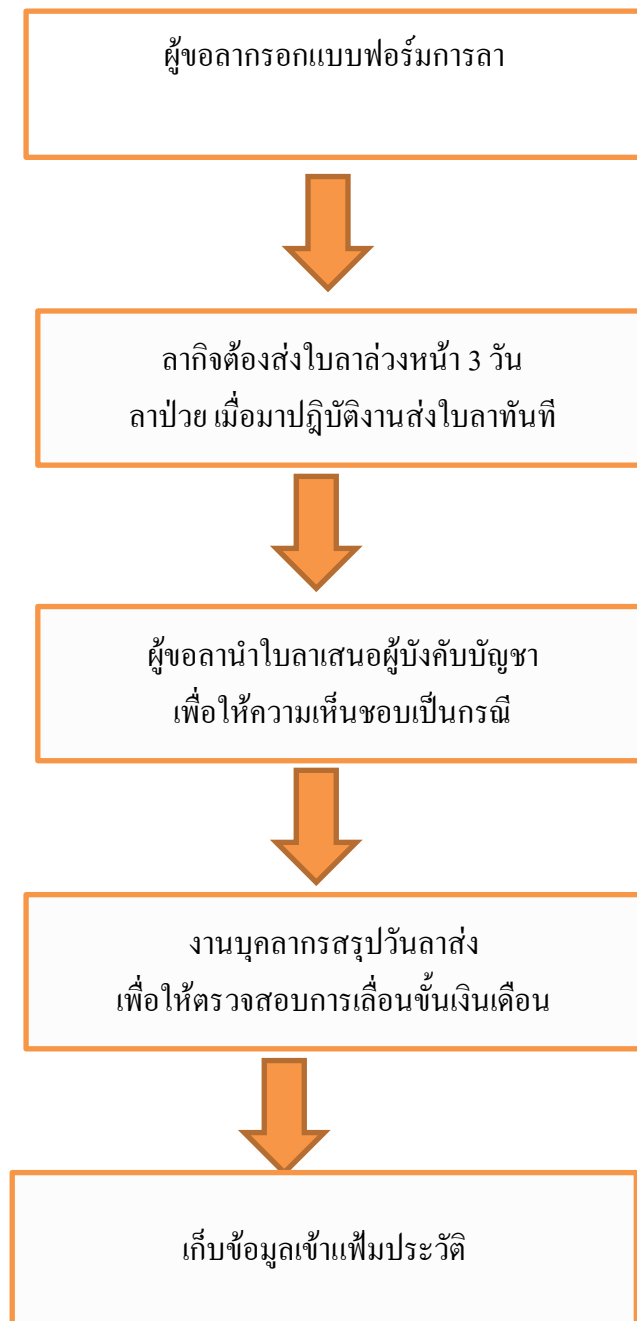 ผู้ขอลากรอกแบบฟอร์มการลา
ลากิจต้องส่งใบลาล่วงหน้า 3 วัน
ลาป่วย เมื่อมาปฎิบัติงานส่งใบลาทันที
ผู้ขอลานำใบลาเสนอผู้บังคับบัญชา
เพื่อให้ความเห็นชอบเป็นกรณี
งานบุคลากรสรุปวันลาส่ง
เพื่อให้ตรวจสอบการเลื่อนขั้นเงินเดือน
เก็บข้อมูลเข้าแฟ้มประวัติ